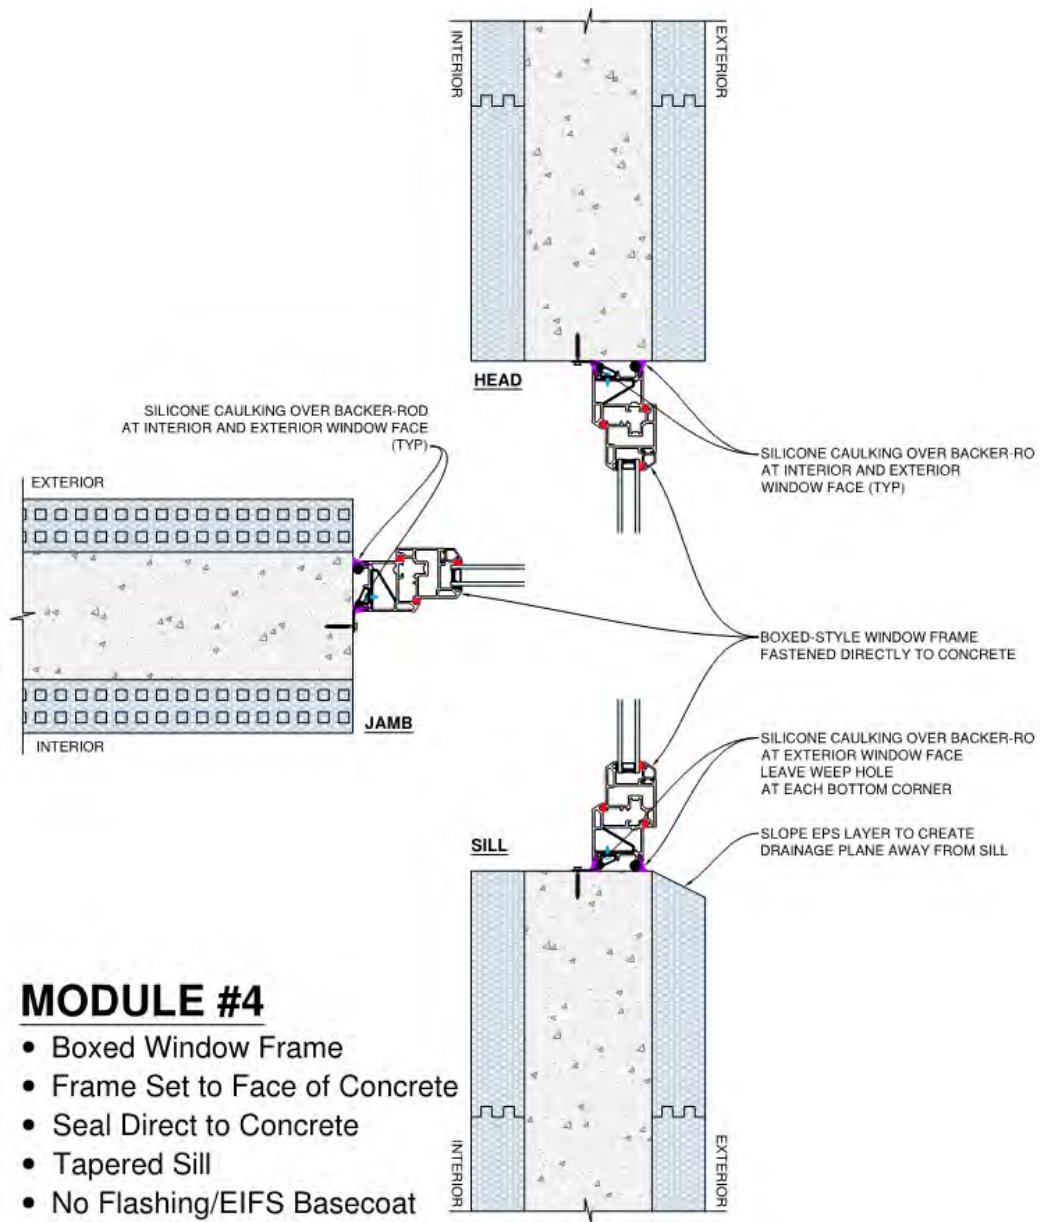 INTERIOR
EXTERIOR
HEAD
SILICONE CAULKING OVER BACKER-ROD
AT INTERIOR AND EXTERIOR WINDOW FACE
(TYP)
SILICONE CAULKING OVER BACKER-RO
AT INTERIOR AND EXTERIOR
WINDOW FACE (TYP)
EXTERIOR
BOXED-STYLE WINDOW FRAME
FASTENED DIRECTLY TO CONCRETE
JAMB
INTERIOR
SILICONE CAULKING OVER BACKER-RO
AT EXTERIOR WINDOW FACE
LEAVE WEEP HOLE
AT EACH BOTTOM CORNER
SILL
SLOPE EPS LAYER TO CREATE
DRAINAGE PLANE AWAY FROM SILL
MODULE #4
• Boxed Window Frame
• Frame Set to Face of Concrete
• Seal Direct to Concrete
• Tapered Sill
• No Flashing/EIFS Basecoat
INTERIOR
EXTERIOR